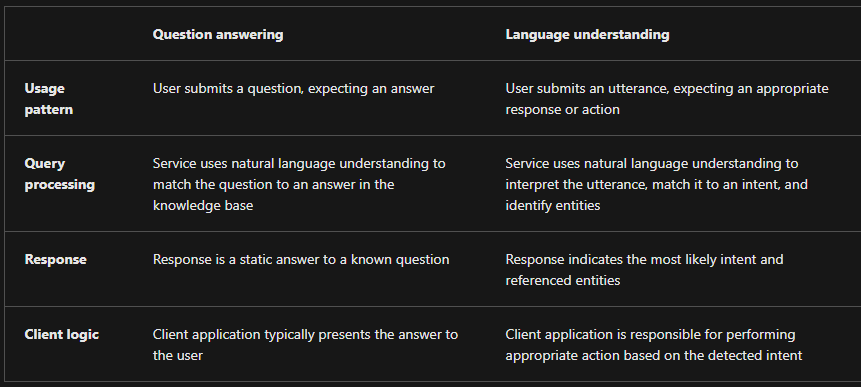 Question answering
Language understanding
Usage
pattern
User submits a question, expecting an answer
User submits an utterance, expecting an appropriate
response or action
Query
processing
Service uses natural language understanding to
match the question to an answer in the
knowledge base
Service uses natural language understanding to
interpret the utterance, match it to an intent, and
identify entities
Response
Response is a static answer to a known question
Response indicates the most likely intent and
referenced entities
Client logic
Client application typically presents the answer to
the user
Client application is responsible for performing
appropriate action based on the detected intent